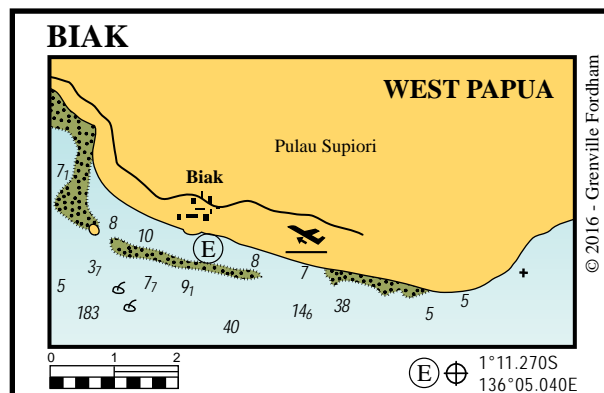 BIAK
WEST PAPUA
© 2016 - Grenville Fordham
Pulau Supiori
Biak
7₁
8
10
E
8
3₇
7₇
9₁
7
5
183
14₆
38
5
5
40
0 1 2
E 1°11.270S
136°05.040E